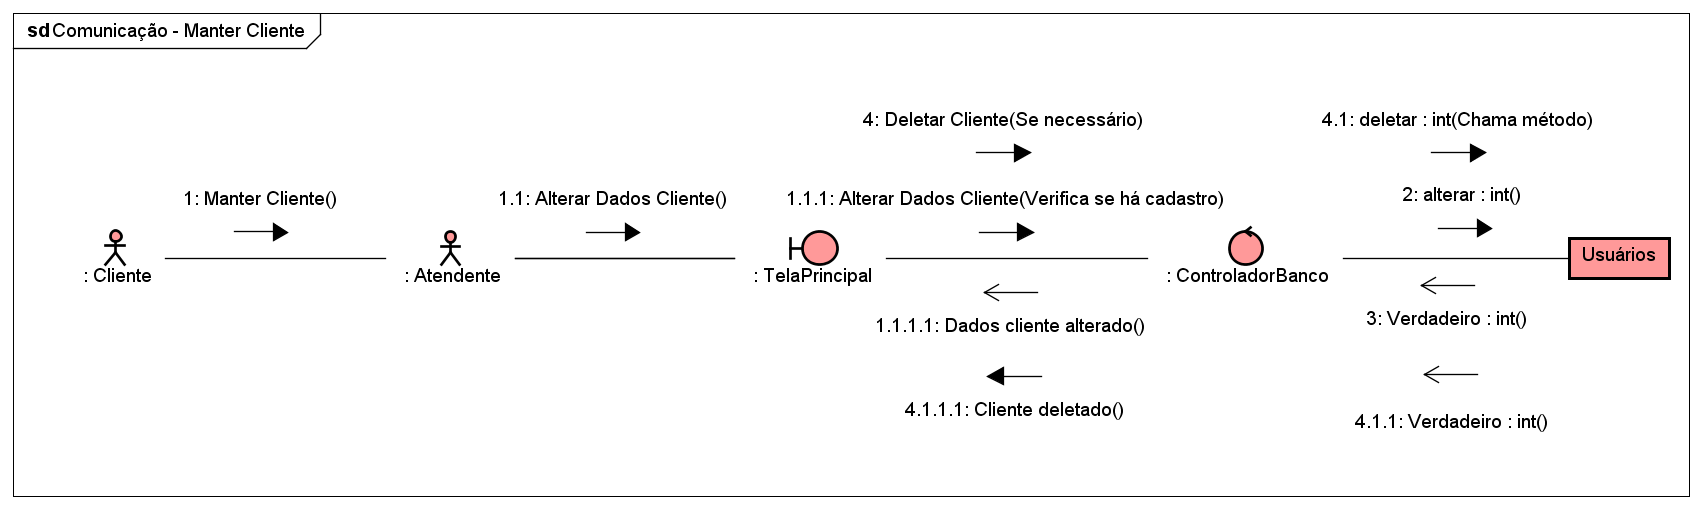 sd Comunicação - Manter Cliente
4: Deletar Cliente(Se necessário)
4.1: deletar : int(Chama método)
1: Manter Cliente()
1.1: Alterar Dados Cliente()
1.1.1: Alterar Dados Cliente(Verifica se há cadastro)
2: alterar : int()
: Cliente
: Atendente
: TelaPrincipal
: ControladorBanco
Usuários
1.1.1.1: Dados cliente alterado()
3: Verdadeiro : int()
4.1.1.1: Cliente deletado()
4.1.1: Verdadeiro : int()